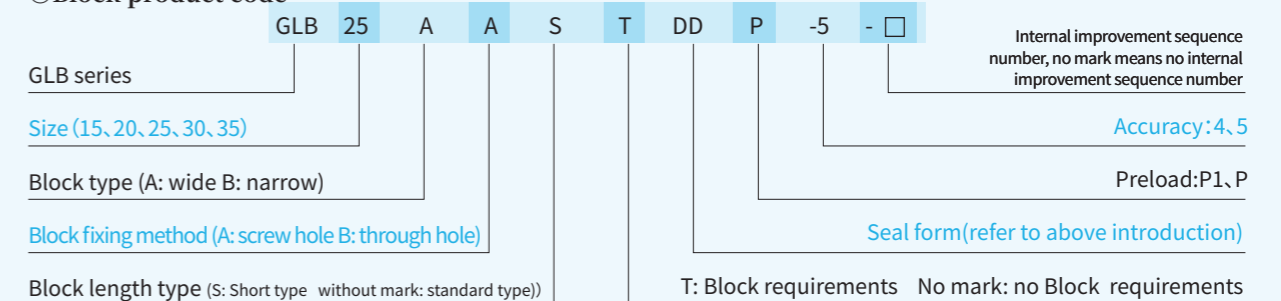 Block product code
GLB 25 A A S T DD P -5 - □
Internal improvement sequence
number, no mark means no internal
improvement sequence number
GLB series
Size (15、20、25、30、35)
Accuracy：4、5
Block type (A: wide B: narrow)
Preload:P1、P
Block fixing method (A: screw hole B: through hole)
Seal form(refer to above introduction)
Block length type (S: Short type without mark: standard type))
T: Block requirements No mark: no Block requirements